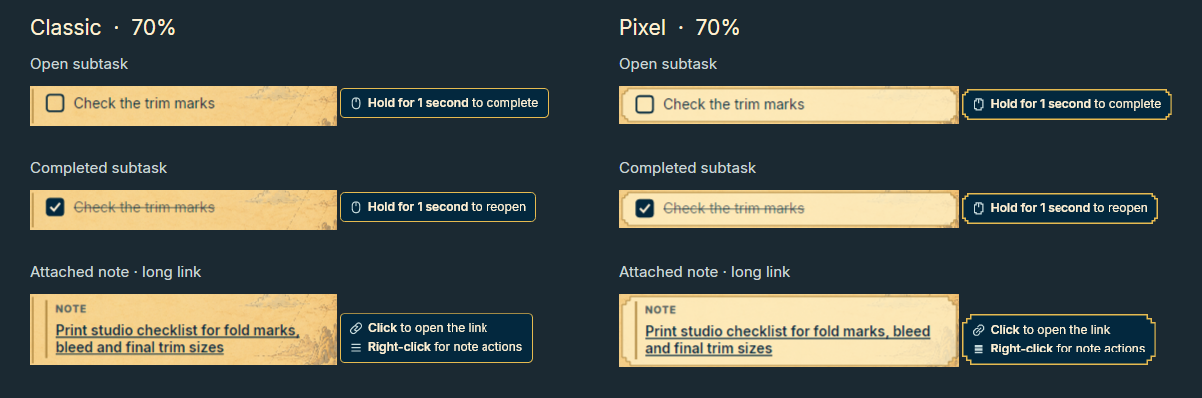 Classic · 70%
Open subtask
Check the trim marks
Hold for 1 second to complete
Completed subtask
Check the trim marks
Hold for 1 second to reopen
Attached note · long link
NOTE
Print studio checklist for fold marks,
bleed and final trim sizes
Click to open the link
Right-click for note actions
Pixel · 70%
Open subtask
Check the trim marks
Hold for 1 second to complete
Completed subtask
Check the trim marks
Hold for 1 second to reopen
Attached note · long link
NOTE
Print studio checklist for fold marks, bleed
and final trim sizes
Click to open the link
Right-click for note actions